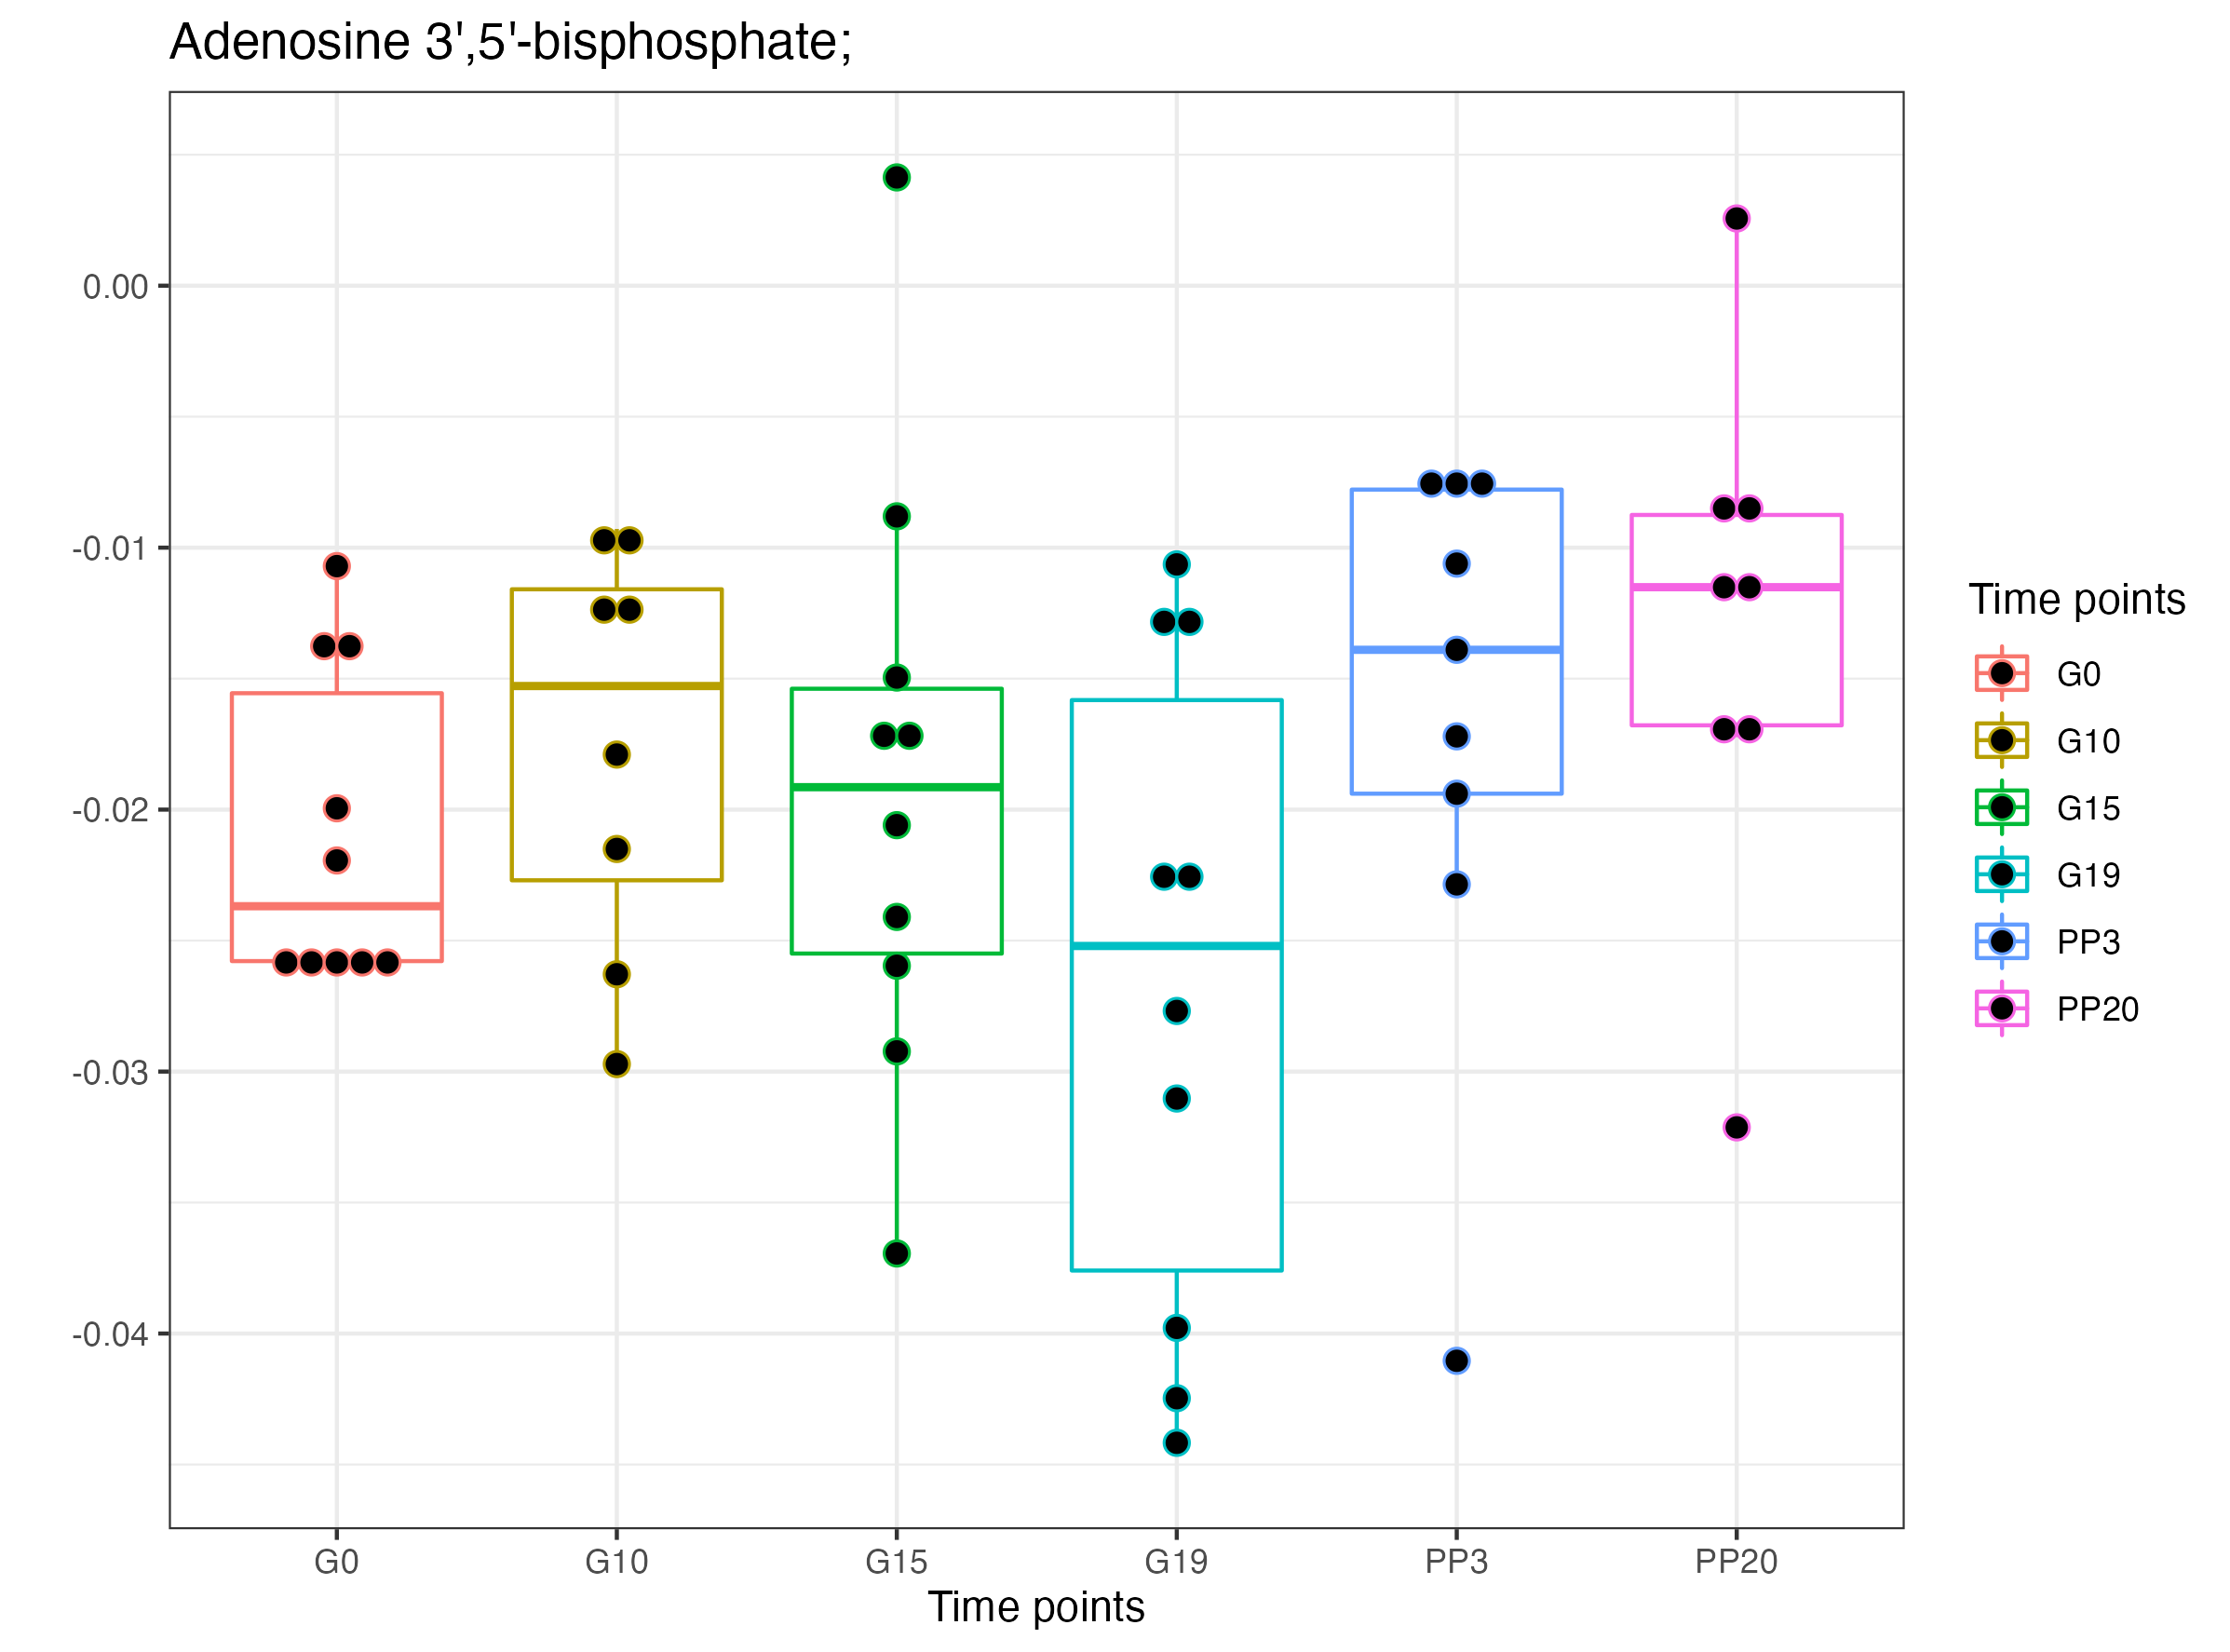 Adenosine 3',5'-bisphosphate;
0.00
-0.01
-0.02
-0.03
-0.04
G0 G10 G15 G19 PP3 PP20
Time points
Time points
G0
G10
G15
G19
PP3
PP20